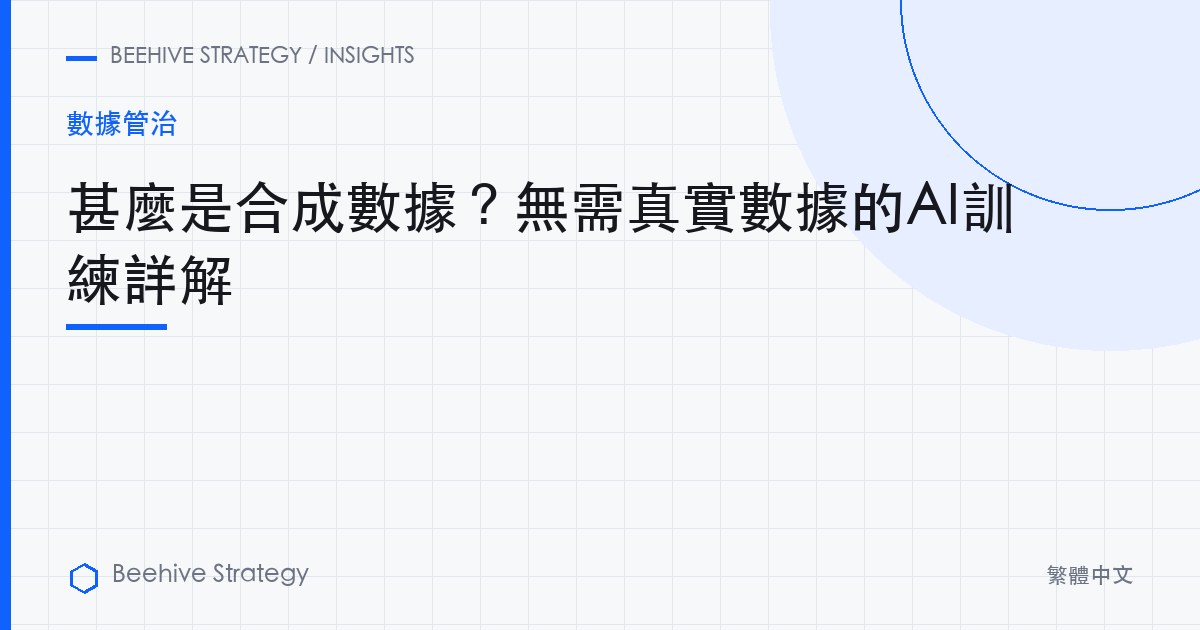 BEEHIVE STRATEGY / INSIGHTS
數據管治
甚麼是合成數據？無需真實數據的AI訓
練詳解
Beehive Strategy
繁體中文